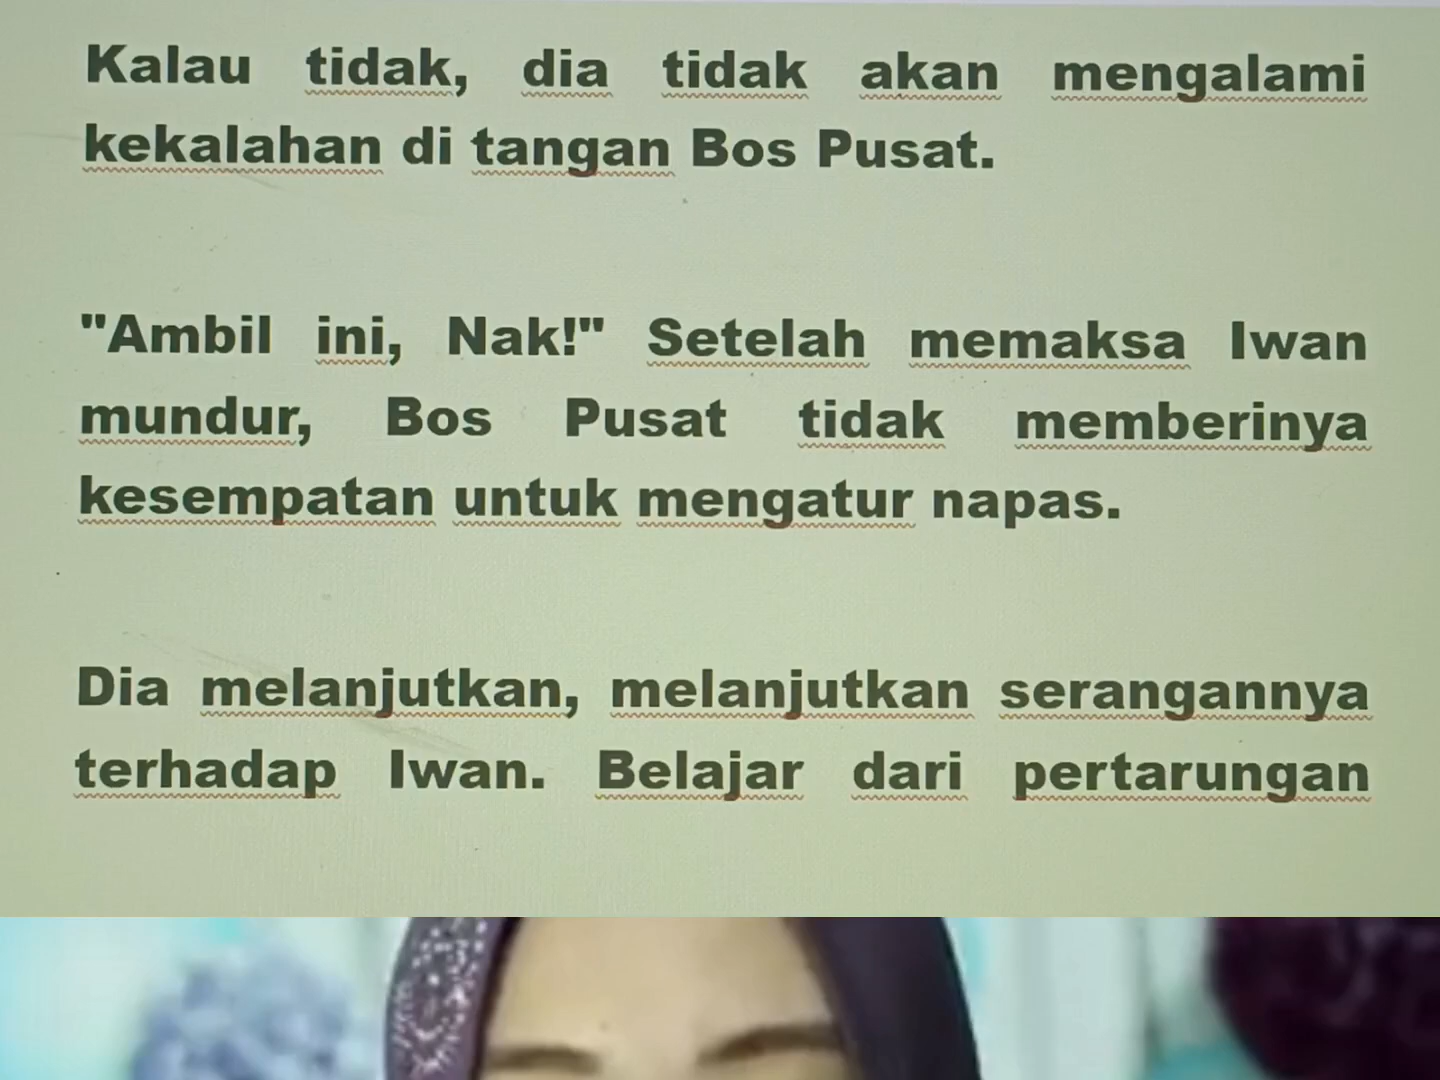 Kalau tidak, dia tidak akan mengalami
kekalahan di tangan Bos Pusat.
"Ambil ini, Nak!" Setelah memaksa Iwan
mundur, Bos Pusat tidak memberinya
kesempatan untuk mengatur napas.
Dia melanjutkan, melanjutkan serangannya
terhadap Iwan. Belajar dari pertarungan